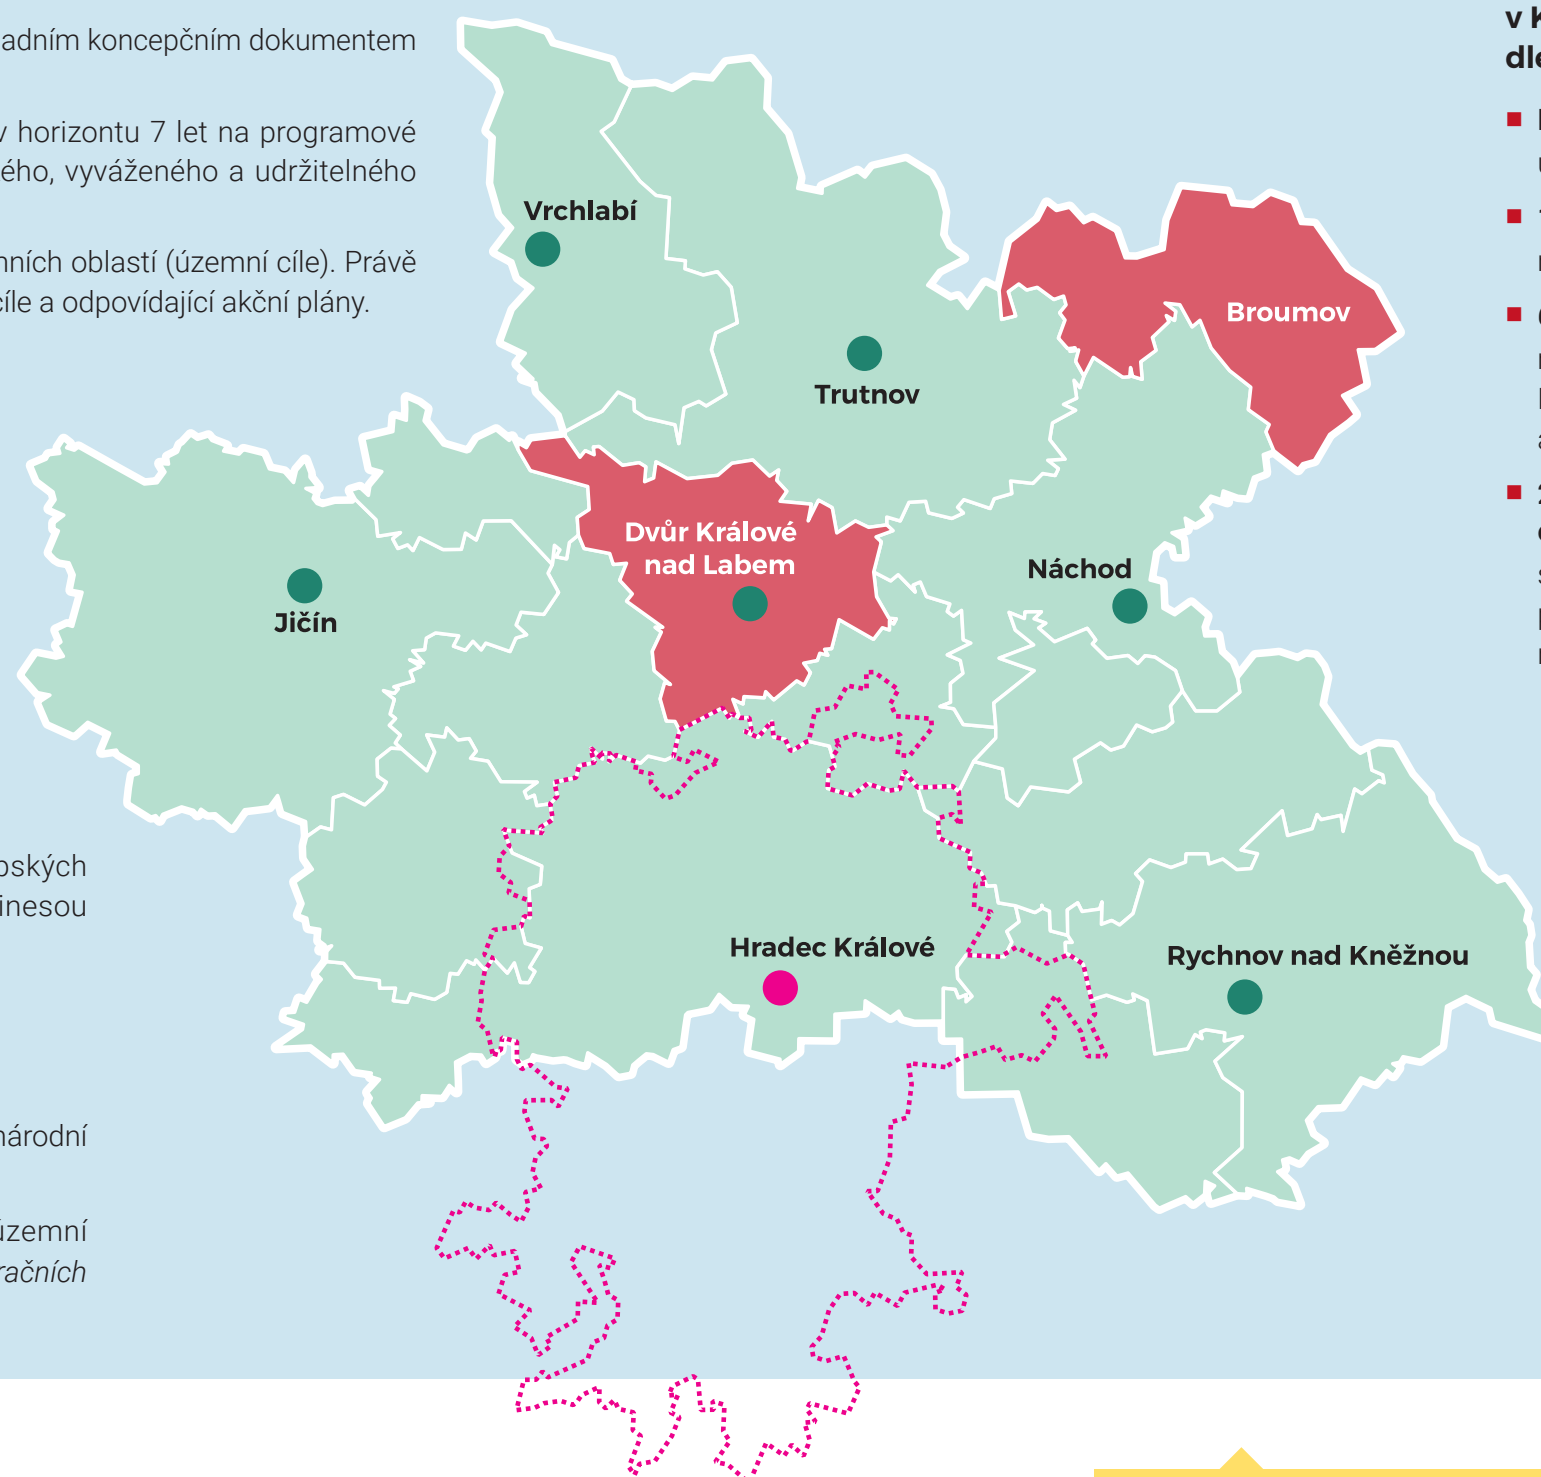 adním koncepčním dokumentem
v horizontu 7 let na programové
ého, vyváženého a udržitelného
nních oblastí (územní cíle). Právě
cíle a odpovídající akční plány.
v K
dle
Vrchlabí
Broumov
Trutnov
Dvůr Králové
nad Labem
Náchod
Jičín
pských
inesou
Hradec Králové
Rychnov nad Kněžnou
národní
územní
račních